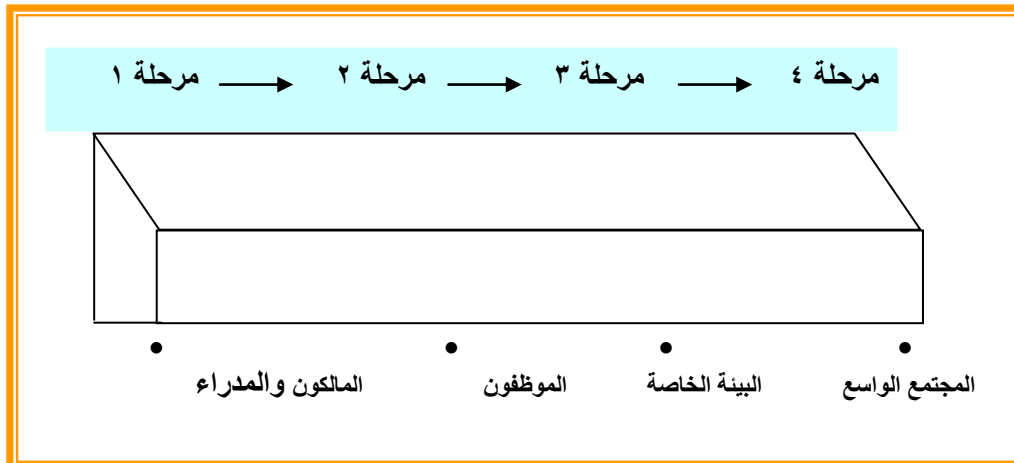 مرحلة ١ ⟶ مرحلة ٢ ⟶ مرحلة ٣ ⟶ مرحلة ٤
المالكون والمدراء • الموظفون • البيئة الخاصة • المجتمع الواسع •